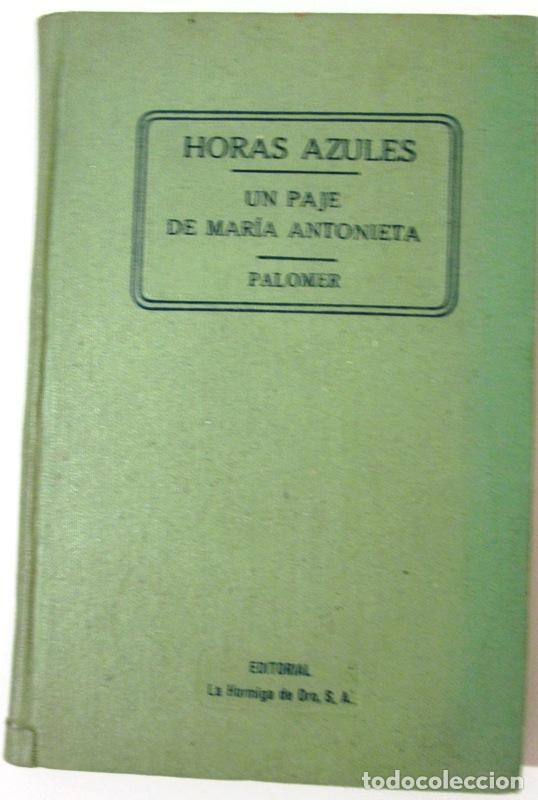 HORAS AZULES
UN PAJE
DE MARÍA ANTONIETA
PALOMER
EDITORIAL
La Hormiga de Oro, S, A.
todocoleccion